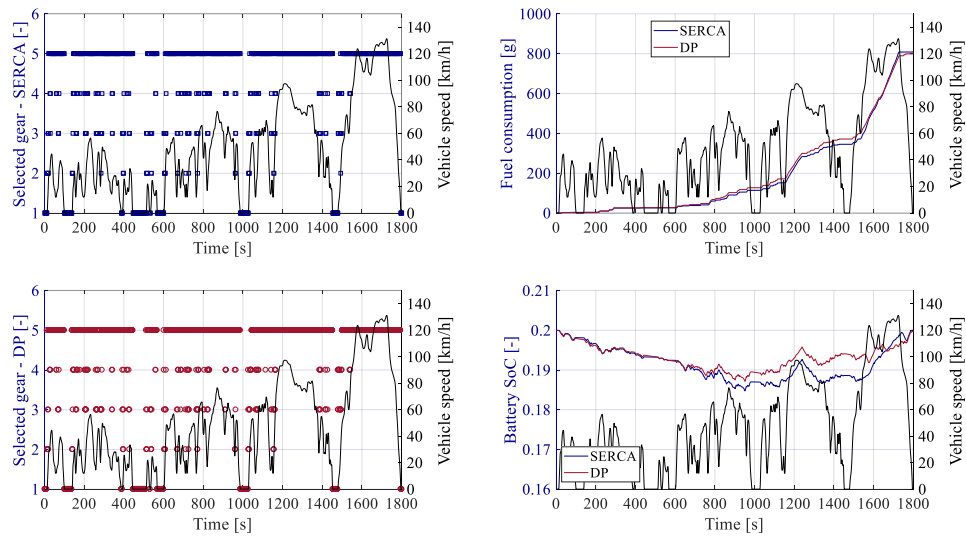 Selected gear - SERCA [-]
6
5
4
3
2
1
0 200 400 600 800 1000 1200 1400 1600 1800
Time [s]
140
120
100
80
60
40
20
0
Vehicle speed [km/h]
Fuel consumption [g]
1000
800
600
400
200
0
SERCA
DP
0 200 400 600 800 1000 1200 1400 1600 1800
Time [s]
140
120
100
80
60
40
20
0
Vehicle speed [km/h]
Selected gear - DP [-]
6
5
4
3
2
1
0 200 400 600 800 1000 1200 1400 1600 1800
Time [s]
140
120
100
80
60
40
20
0
Vehicle speed [km/h]
Battery SoC [-]
0.21
0.2
0.19
0.18
0.17
0.16
SERCA
DP
0 200 400 600 800 1000 1200 1400 1600 1800
Time [s]
140
120
100
80
60
40
20
0
Vehicle speed [km/h]